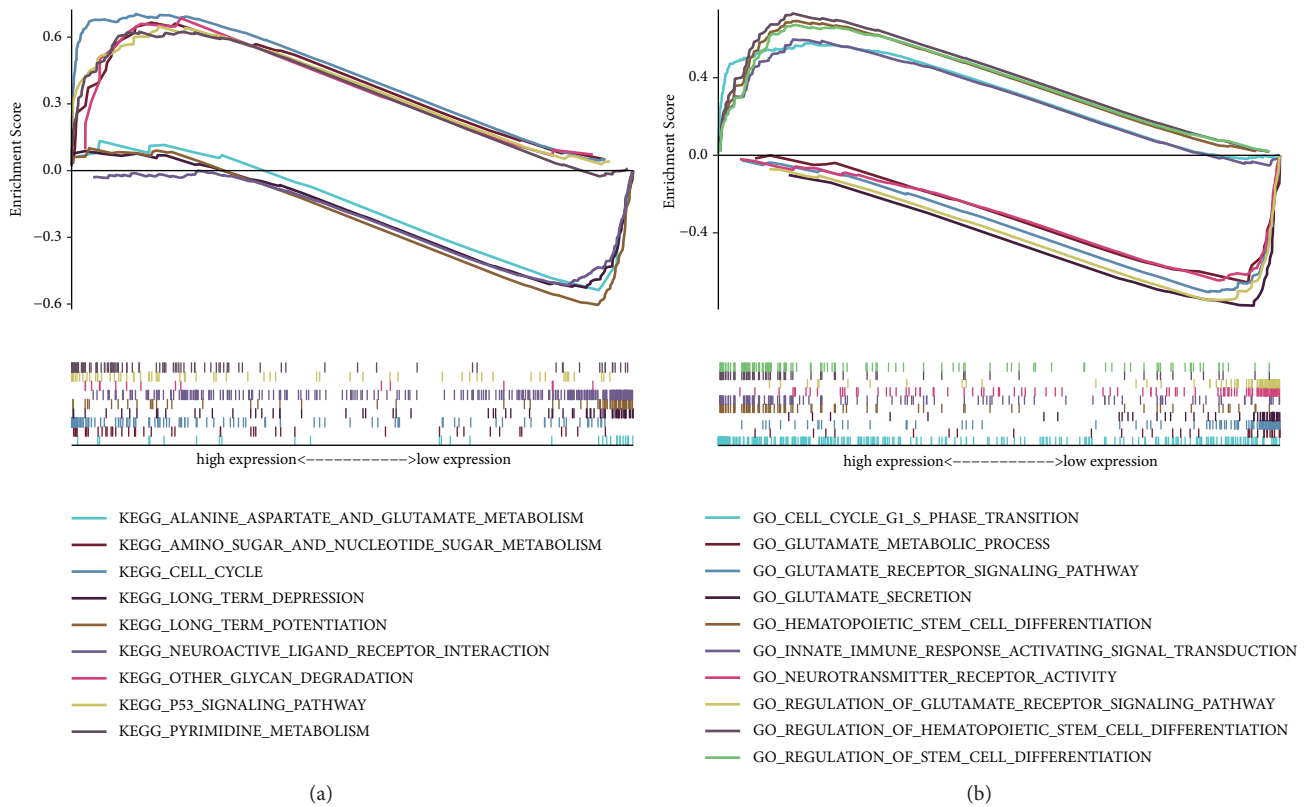 Enrichment Score
0.6
0.3
0.0
−0.3
−0.6
high expression<−−−−−−−−−−−>low expression
KEGG_ALANINE_ASPARTATE_AND_GLUTAMATE_METABOLISM
KEGG_AMINO_SUGAR_AND_NUCLEOTIDE_SUGAR_METABOLISM
KEGG_CELL_CYCLE
KEGG_LONG_TERM_DEPRESSION
KEGG_LONG_TERM_POTENTIATION
KEGG_NEUROACTIVE_LIGAND_RECEPTOR_INTERACTION
KEGG_OTHER_GLYCAN_DEGRADATION
KEGG_P53_SIGNALING_PATHWAY
KEGG_PYRIMIDINE_METABOLISM
(a)
Enrichment Score
0.4
0.0
−0.4
high expression<−−−−−−−−−−−>low expression
GO_CELL_CYCLE_G1_S_PHASE_TRANSITION
GO_GLUTAMATE_METABOLIC_PROCESS
GO_GLUTAMATE_RECEPTOR_SIGNALING_PATHWAY
GO_GLUTAMATE_SECRETION
GO_HEMATOPOIETIC_STEM_CELL_DIFFERENTIATION
GO_INNATE_IMMUNE_RESPONSE_ACTIVATING_SIGNAL_TRANSDUCTION
GO_NEUROTRANSMITTER_RECEPTOR_ACTIVITY
GO_REGULATION_OF_GLUTAMATE_RECEPTOR_SIGNALING_PATHWAY
GO_REGULATION_OF_HEMATOPOIETIC_STEM_CELL_DIFFERENTIATION
GO_REGULATION_OF_STEM_CELL_DIFFERENTIATION
(b)